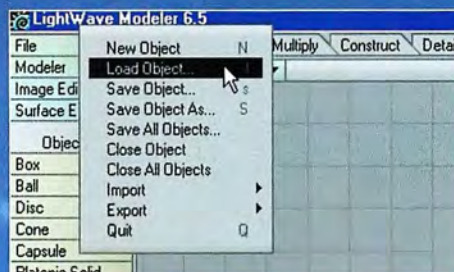 LightWave Modeler 6.5
File
Modeler
Image Edi
Surface E
Objec
Box
Ball
Disc
Cone
Capsule
Platonic Solid
New Object N
Load Object...
Save Object... s
Save Object As... S
Save All Objects...
Close Object
Close All Objects
Import
Export
Quit Q
Multiply Construct Deta